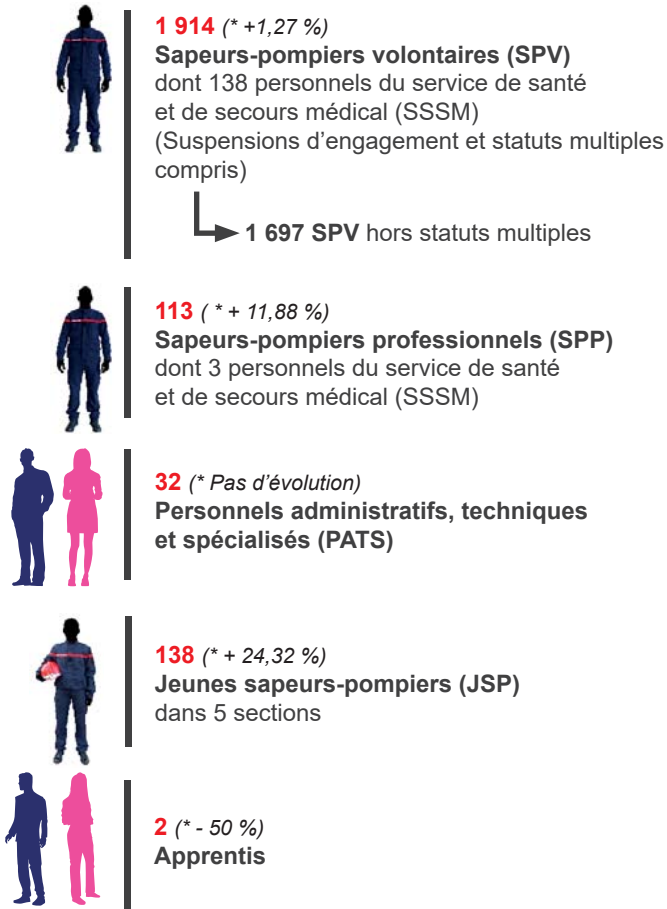 1 914 (* +1,27 %)
Sapeurs-pompiers volontaires (SPV)
dont 138 personnels du service de santé
et de secours médical (SSSM)
(Suspensions d’engagement et statuts multiples
compris)
1 697 SPV hors statuts multiples
113 ( * + 11,88 %)
Sapeurs-pompiers professionnels (SPP)
dont 3 personnels du service de santé
et de secours médical (SSSM)
32 (* Pas d’évolution)
Personnels administratifs, techniques
et spécialisés (PATS)
138 (* + 24,32 %)
Jeunes sapeurs-pompiers (JSP)
dans 5 sections
2 (* - 50 %)
Apprentis